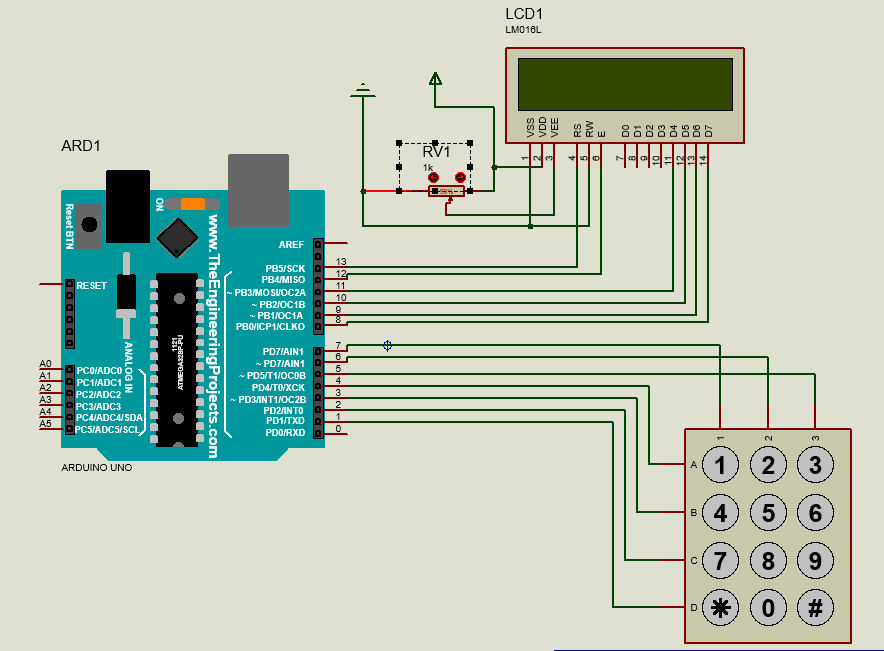 LCD1
LM016L
VSS
VDD
VEE
RS
RW
E
D0
D1
D2
D3
D4
D5
D6
D7
1
2
3
4
5
6
7
8
9
10
11
12
13
14
RV1
1k
ARD1
Reset BTN
ON
www.TheEngineeringProjects.com
RESET
ANALOG IN
1121
ATMEGA328P-PU
AREF
PB5/SCK
13
PB4/MISO
12
~ PB3/MOSI/OC2A
11
~ PB2/OC1B
10
~ PB1/OC1A
9
PB0/ICP1/CLKO
8
PD7/AIN1
7
~ PD7/AIN1
6
~ PD5/T1/OC0B
5
PD4/T0/XCK
4
~ PD3/INT1/OC2B
3
PD2/INT0
2
PD1/TXD
1
PD0/RXD
0
A0
PC0/ADC0
A1
PC1/ADC1
A2
PC2/ADC2
A3
PC3/ADC3
A4
PC4/ADC4/SDA
A5
PC5/ADC5/SCL
ARDUINO UNO
1
2
3
A
1
2
3
B
4
5
6
C
7
8
9
D
*
0
#